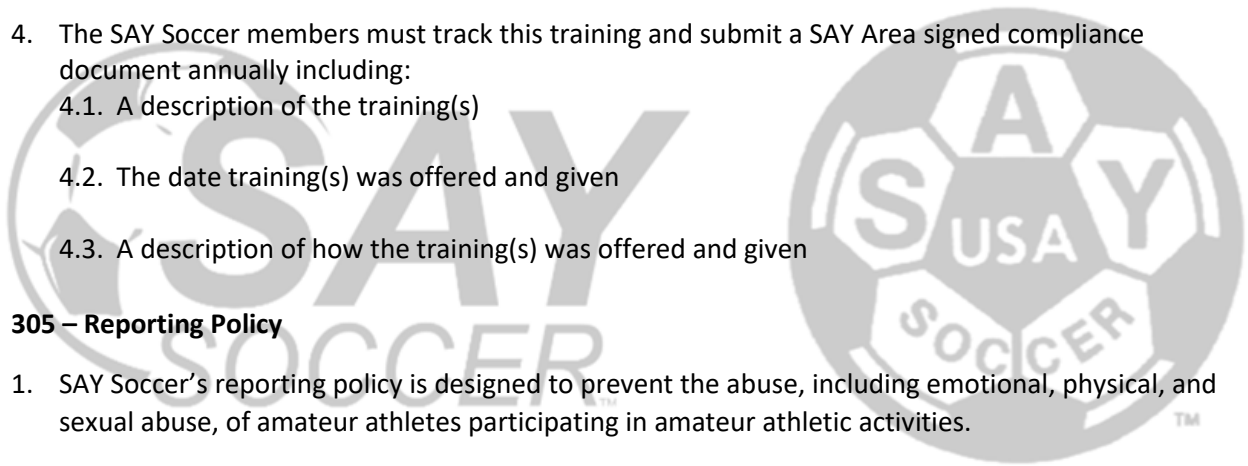 4. The SAY Soccer members must track this training and submit a SAY Area signed compliance
document annually including:
4.1. A description of the training(s)
4.2. The date training(s) was offered and given
4.3. A description of how the training(s) was offered and given
305 – Reporting Policy
1. SAY Soccer’s reporting policy is designed to prevent the abuse, including emotional, physical, and
sexual abuse, of amateur athletes participating in amateur athletic activities.
SAY
SOCCER
TM
SAY
USA
SOCCER
TM